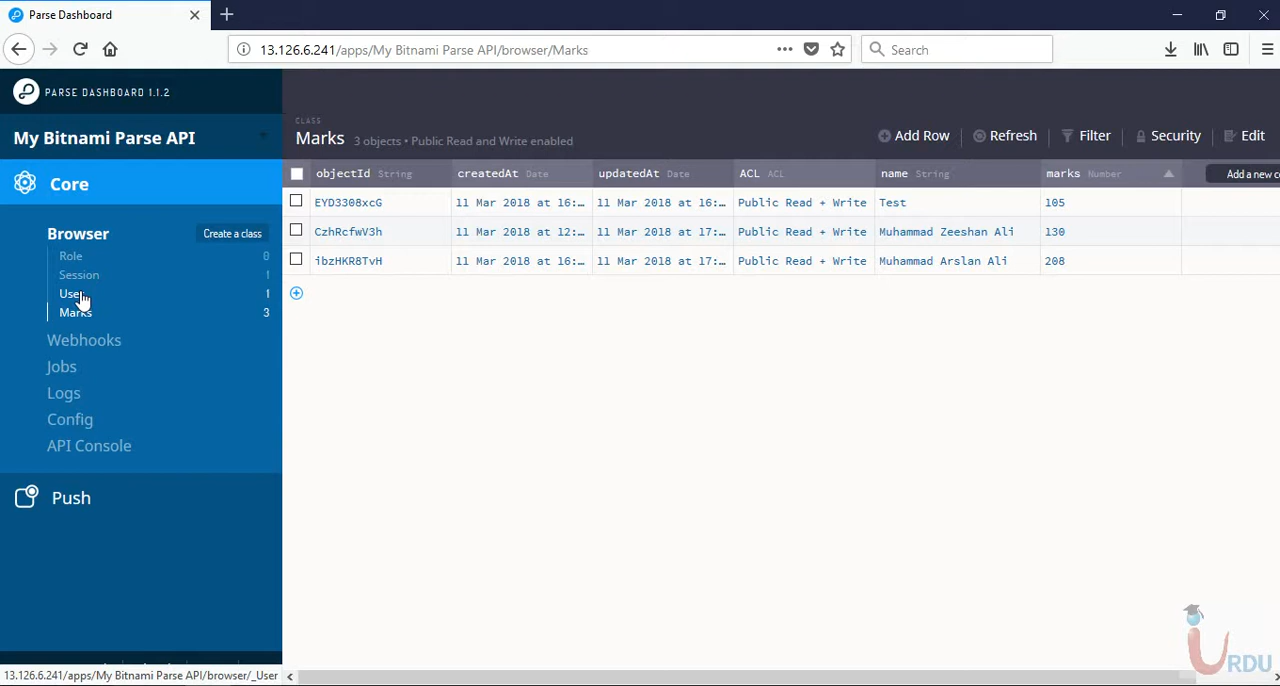 Parse Dashboard
13.126.6.241/apps/My Bitnami Parse API/browser/Marks
Search
PARSE DASHBOARD 1.1.2
My Bitnami Parse API
Core
Browser
Create a class
Role 0
Session 1
User 1
Marks 3
Webhooks
Jobs
Logs
Config
API Console
Push
CLASS
Marks 3 objects • Public Read and Write enabled
Add Row
Refresh
Filter
Security
Edit
objectId String createdAt Date updatedAt Date ACL ACL name String marks Number Add a new co
EYD3308xcG 11 Mar 2018 at 16:… 11 Mar 2018 at 16:… Public Read + Write Test 105
CzhRcfwV3h 11 Mar 2018 at 12:… 11 Mar 2018 at 17:… Public Read + Write Muhammad Zeeshan Ali 130
ibzHKR8TvH 11 Mar 2018 at 16:… 11 Mar 2018 at 17:… Public Read + Write Muhammad Arslan Ali 208
13.126.6.241/apps/My Bitnami Parse API/browser/_User
URDU